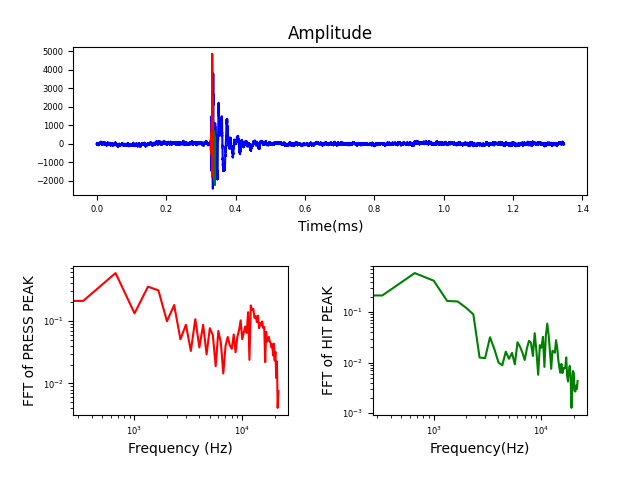 Amplitude
5000
4000
3000
2000
1000
0
−1000
−2000
0.0 0.2 0.4 0.6 0.8 1.0 1.2 1.4
Time(ms)
FFT of PRESS PEAK
10⁻¹
10⁻²
10³ 10⁴
Frequency (Hz)
FFT of HIT PEAK
10⁻¹
10⁻²
10⁻³
10³ 10⁴
Frequency(Hz)